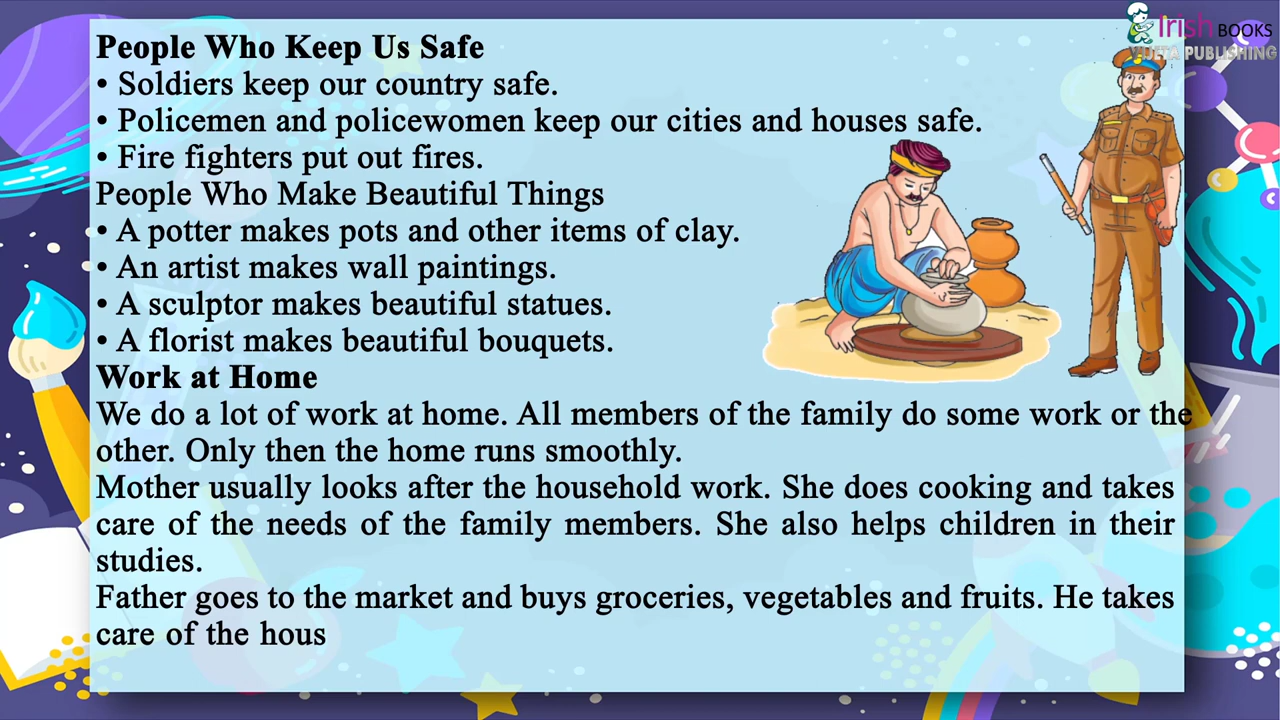 Irish BOOKS
VIJETA PUBLISHING
People Who Keep Us Safe
• Soldiers keep our country safe.
• Policemen and policewomen keep our cities and houses safe.
• Fire fighters put out fires.
People Who Make Beautiful Things
• A potter makes pots and other items of clay.
• An artist makes wall paintings.
• A sculptor makes beautiful statues.
• A florist makes beautiful bouquets.
Work at Home
We do a lot of work at home. All members of the family do some work or the
other. Only then the home runs smoothly.
Mother usually looks after the household work. She does cooking and takes
care of the needs of the family members. She also helps children in their
studies.
Father goes to the market and buys groceries, vegetables and fruits. He takes
care of the hous